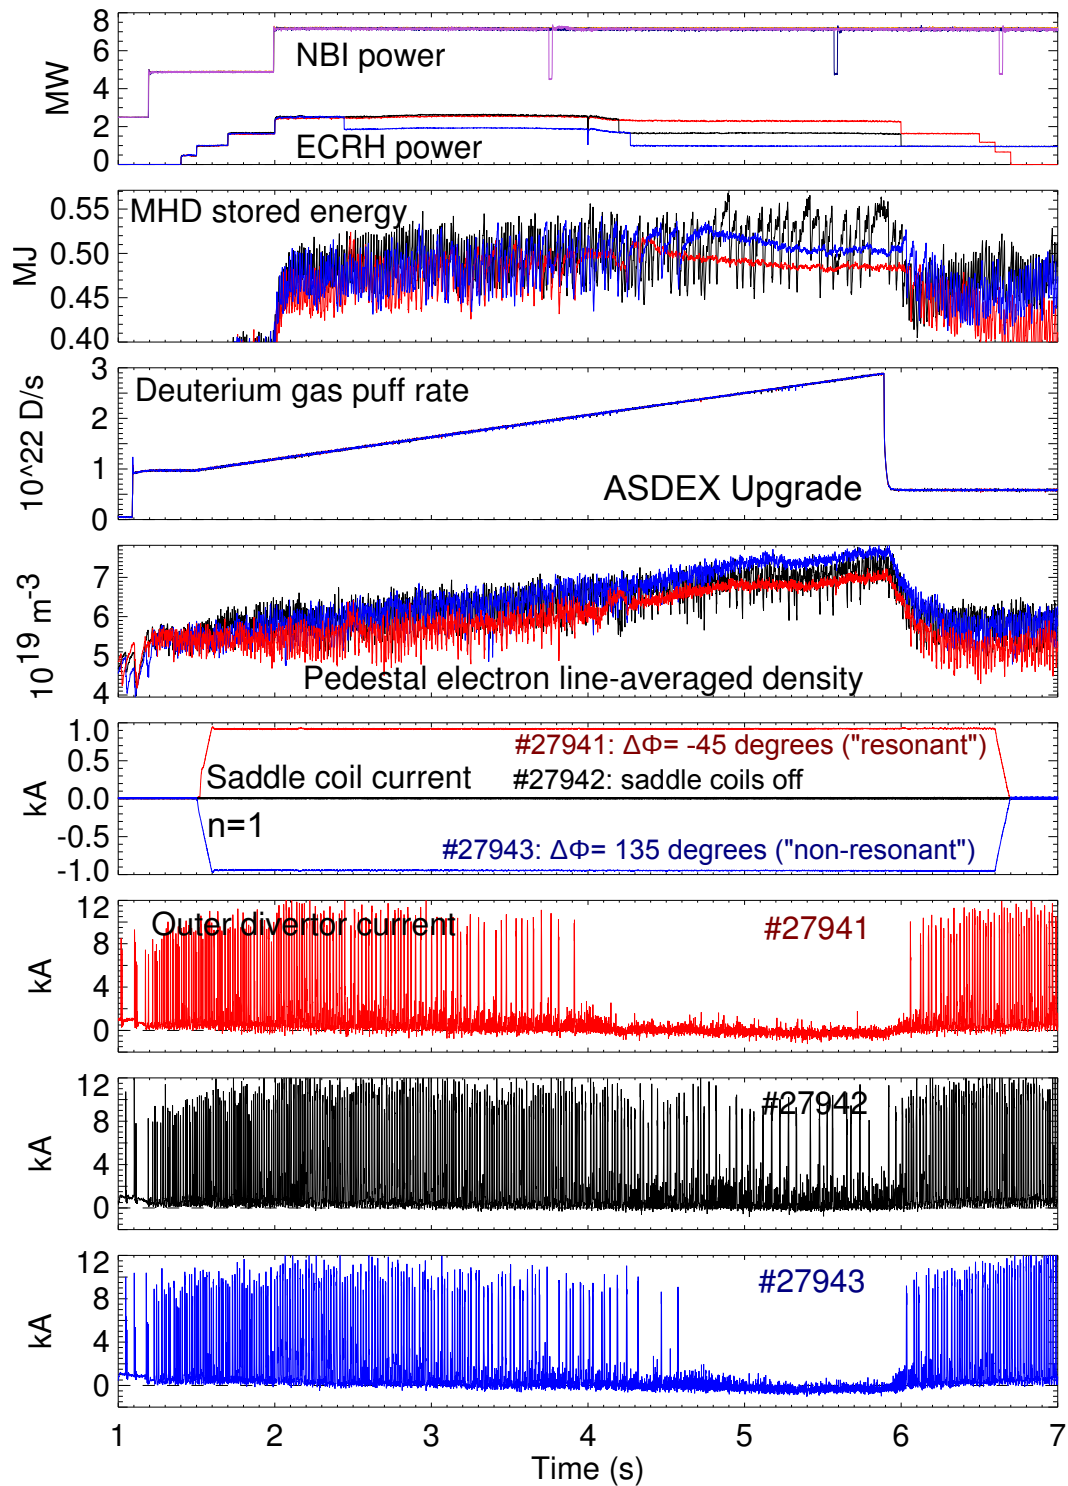 8
6
4
2
0
MW
NBI power
ECRH power
0.55
0.50
0.45
0.40
MJ
MHD stored energy
3
2
1
0
10^22 D/s
Deuterium gas puff rate
ASDEX Upgrade
7
6
5
4
10¹⁹ m⁻³
Pedestal electron line-averaged density
1.0
0.5
0.0
-0.5
-1.0
kA
#27941: ΔΦ= -45 degrees ("resonant")
Saddle coil current
#27942: saddle coils off
n=1
#27943: ΔΦ= 135 degrees ("non-resonant")
12
8
4
0
kA
Outer divertor current
#27941
12
8
4
0
kA
#27942
12
8
4
0
kA
#27943
1 2 3 4 5 6 7
Time (s)